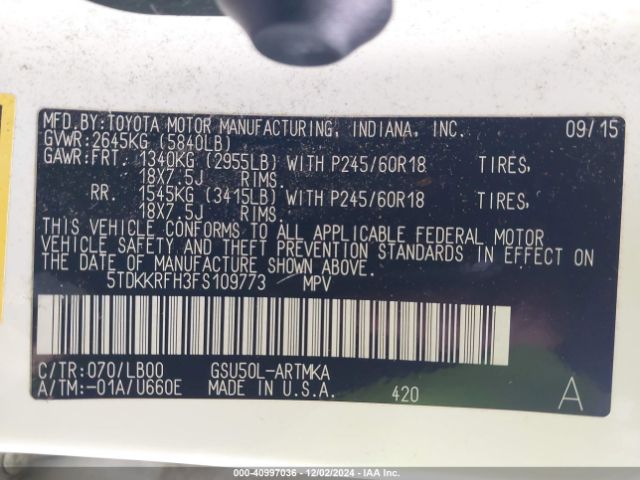 MFD.BY:TOYOTA MOTOR MANUFACTURING, INDIANA, INC. 09/15
GVWR:2645KG (5840LB)
GAWR:FRT. 1340KG (2955LB) WITH P245/60R18 TIRES,
18X7.5J RIMS,
RR. 1545KG (3415LB) WITH P245/60R18 TIRES,
18X7.5J RIMS.
THIS VEHICLE CONFORMS TO ALL APPLICABLE FEDERAL MOTOR
VEHICLE SAFETY AND THEFT PREVENTION STANDARDS IN EFFECT ON
THE DATE OF MANUFACTURE SHOWN ABOVE.
5TDKKRFH3FS109773 MPV
C/TR:070/LB00 GSU50L-ARTMKA
A/TM:-01A/U660E MADE IN U.S.A. 420 A
000-40997036 - 12/02/2024 - IAA Inc.